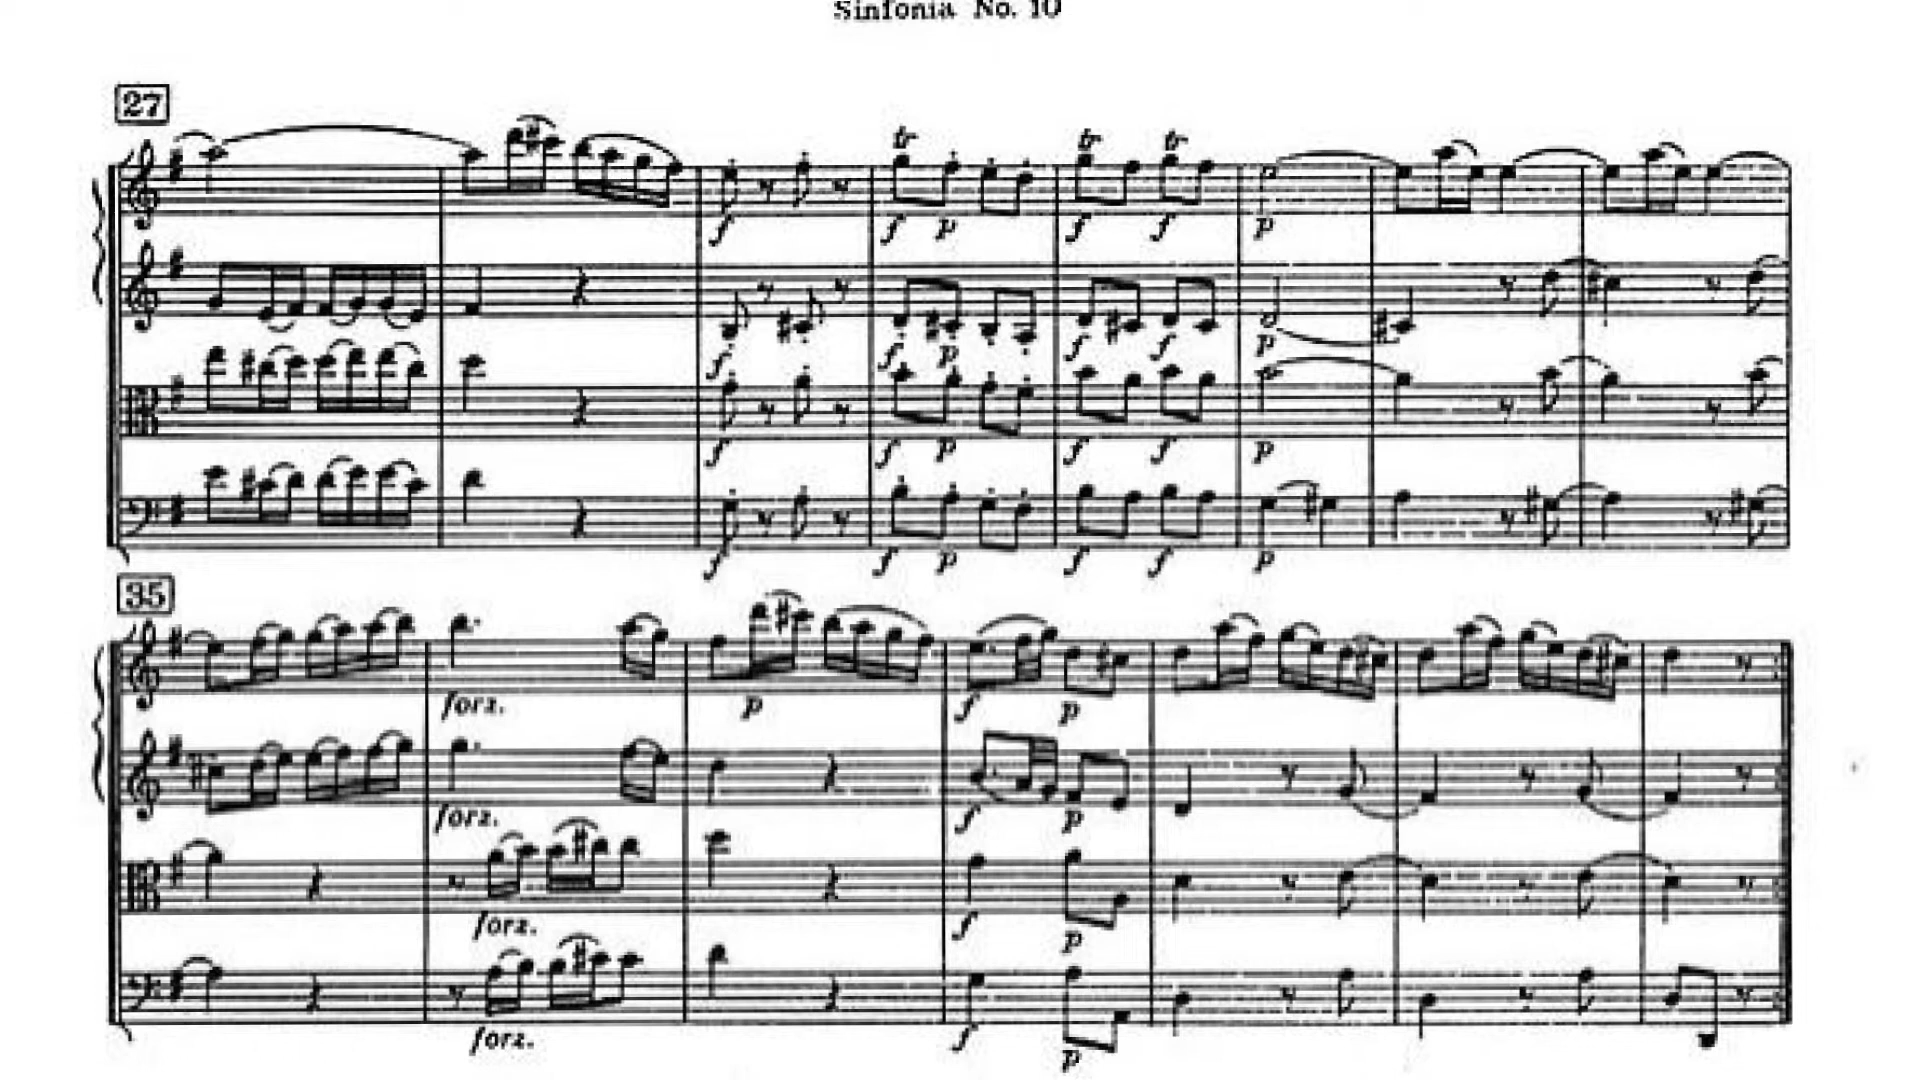 Sinfonia No. 10
27
tr tr tr
f f p f f p
f f p f f p
f f p f f p
f f p f f p
35
forz. p f p
forz. f p
forz. f p
forz. f p